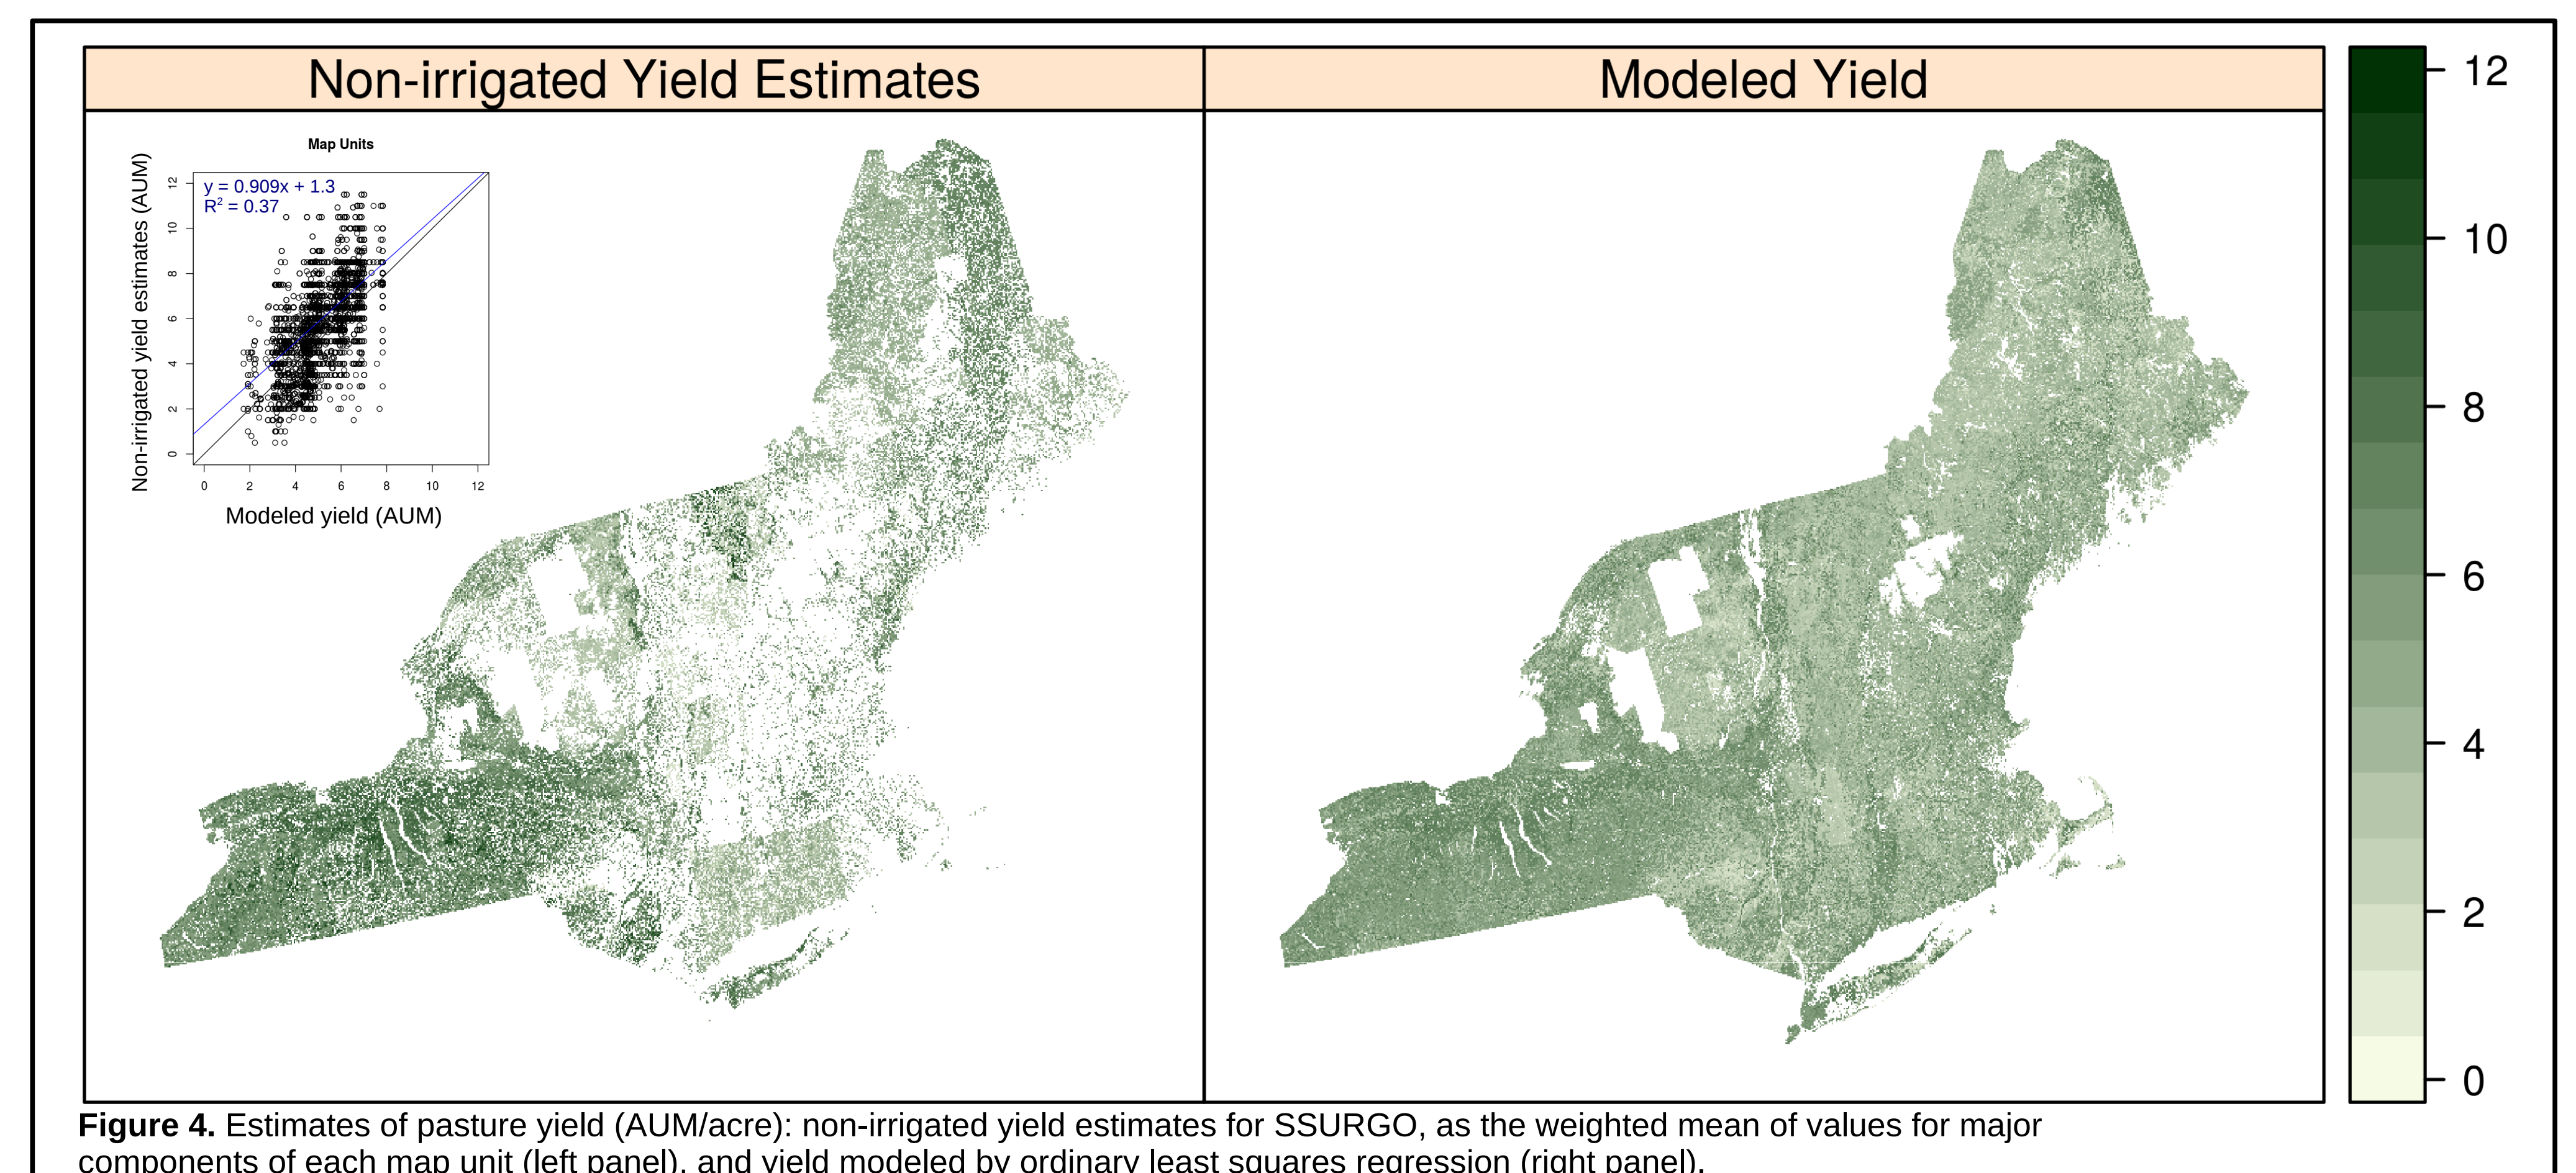 Non-irrigated Yield Estimates
Modeled Yield
Map Units
y = 0.909x + 1.3
R² = 0.37
Non-irrigated yield estimates (AUM)
12
10
8
6
4
2
0
0 2 4 6 8 10 12
Modeled yield (AUM)
12
10
8
6
4
2
0
Figure 4. Estimates of pasture yield (AUM/acre): non-irrigated yield estimates for SSURGO, as the weighted mean of values for major
components of each map unit (left panel), and yield modeled by ordinary least squares regression (right panel).